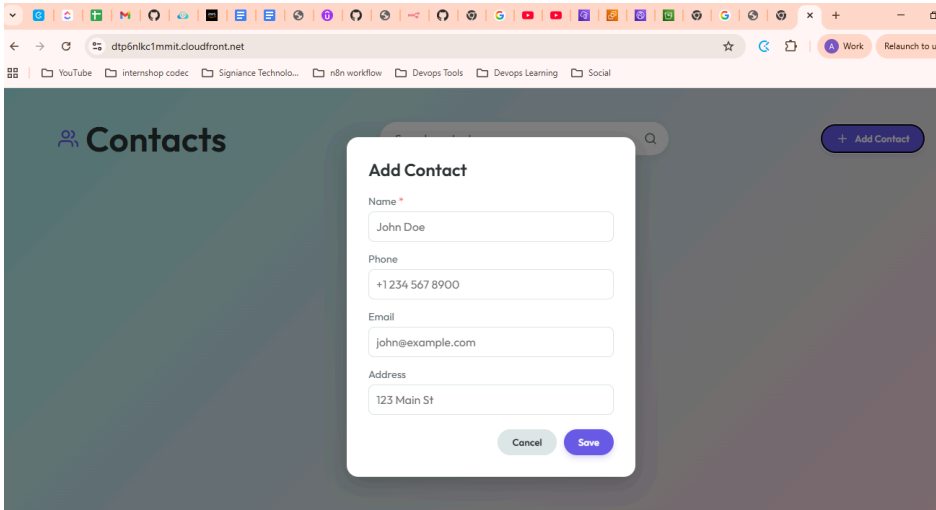 dtp6nlkc1mmit.cloudfront.net
A Work
Relaunch to u
YouTube
internshop codec
Signiance Technolo...
n8n workflow
Devops Tools
Devops Learning
Social
Contacts
+ Add Contact
Add Contact
Name *
John Doe
Phone
+1 234 567 8900
Email
john@example.com
Address
123 Main St
Cancel
Save